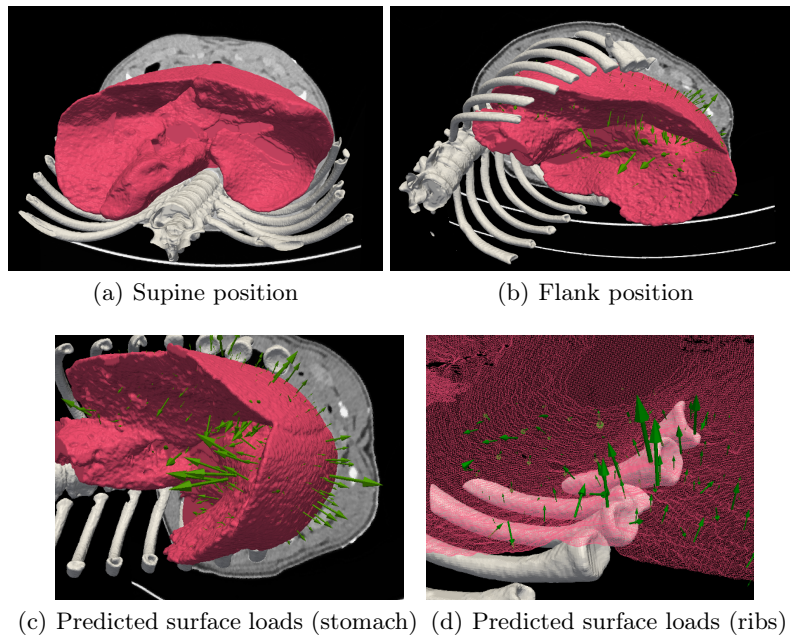 (a) Supine position
(b) Flank position
(c) Predicted surface loads (stomach)
(d) Predicted surface loads (ribs)